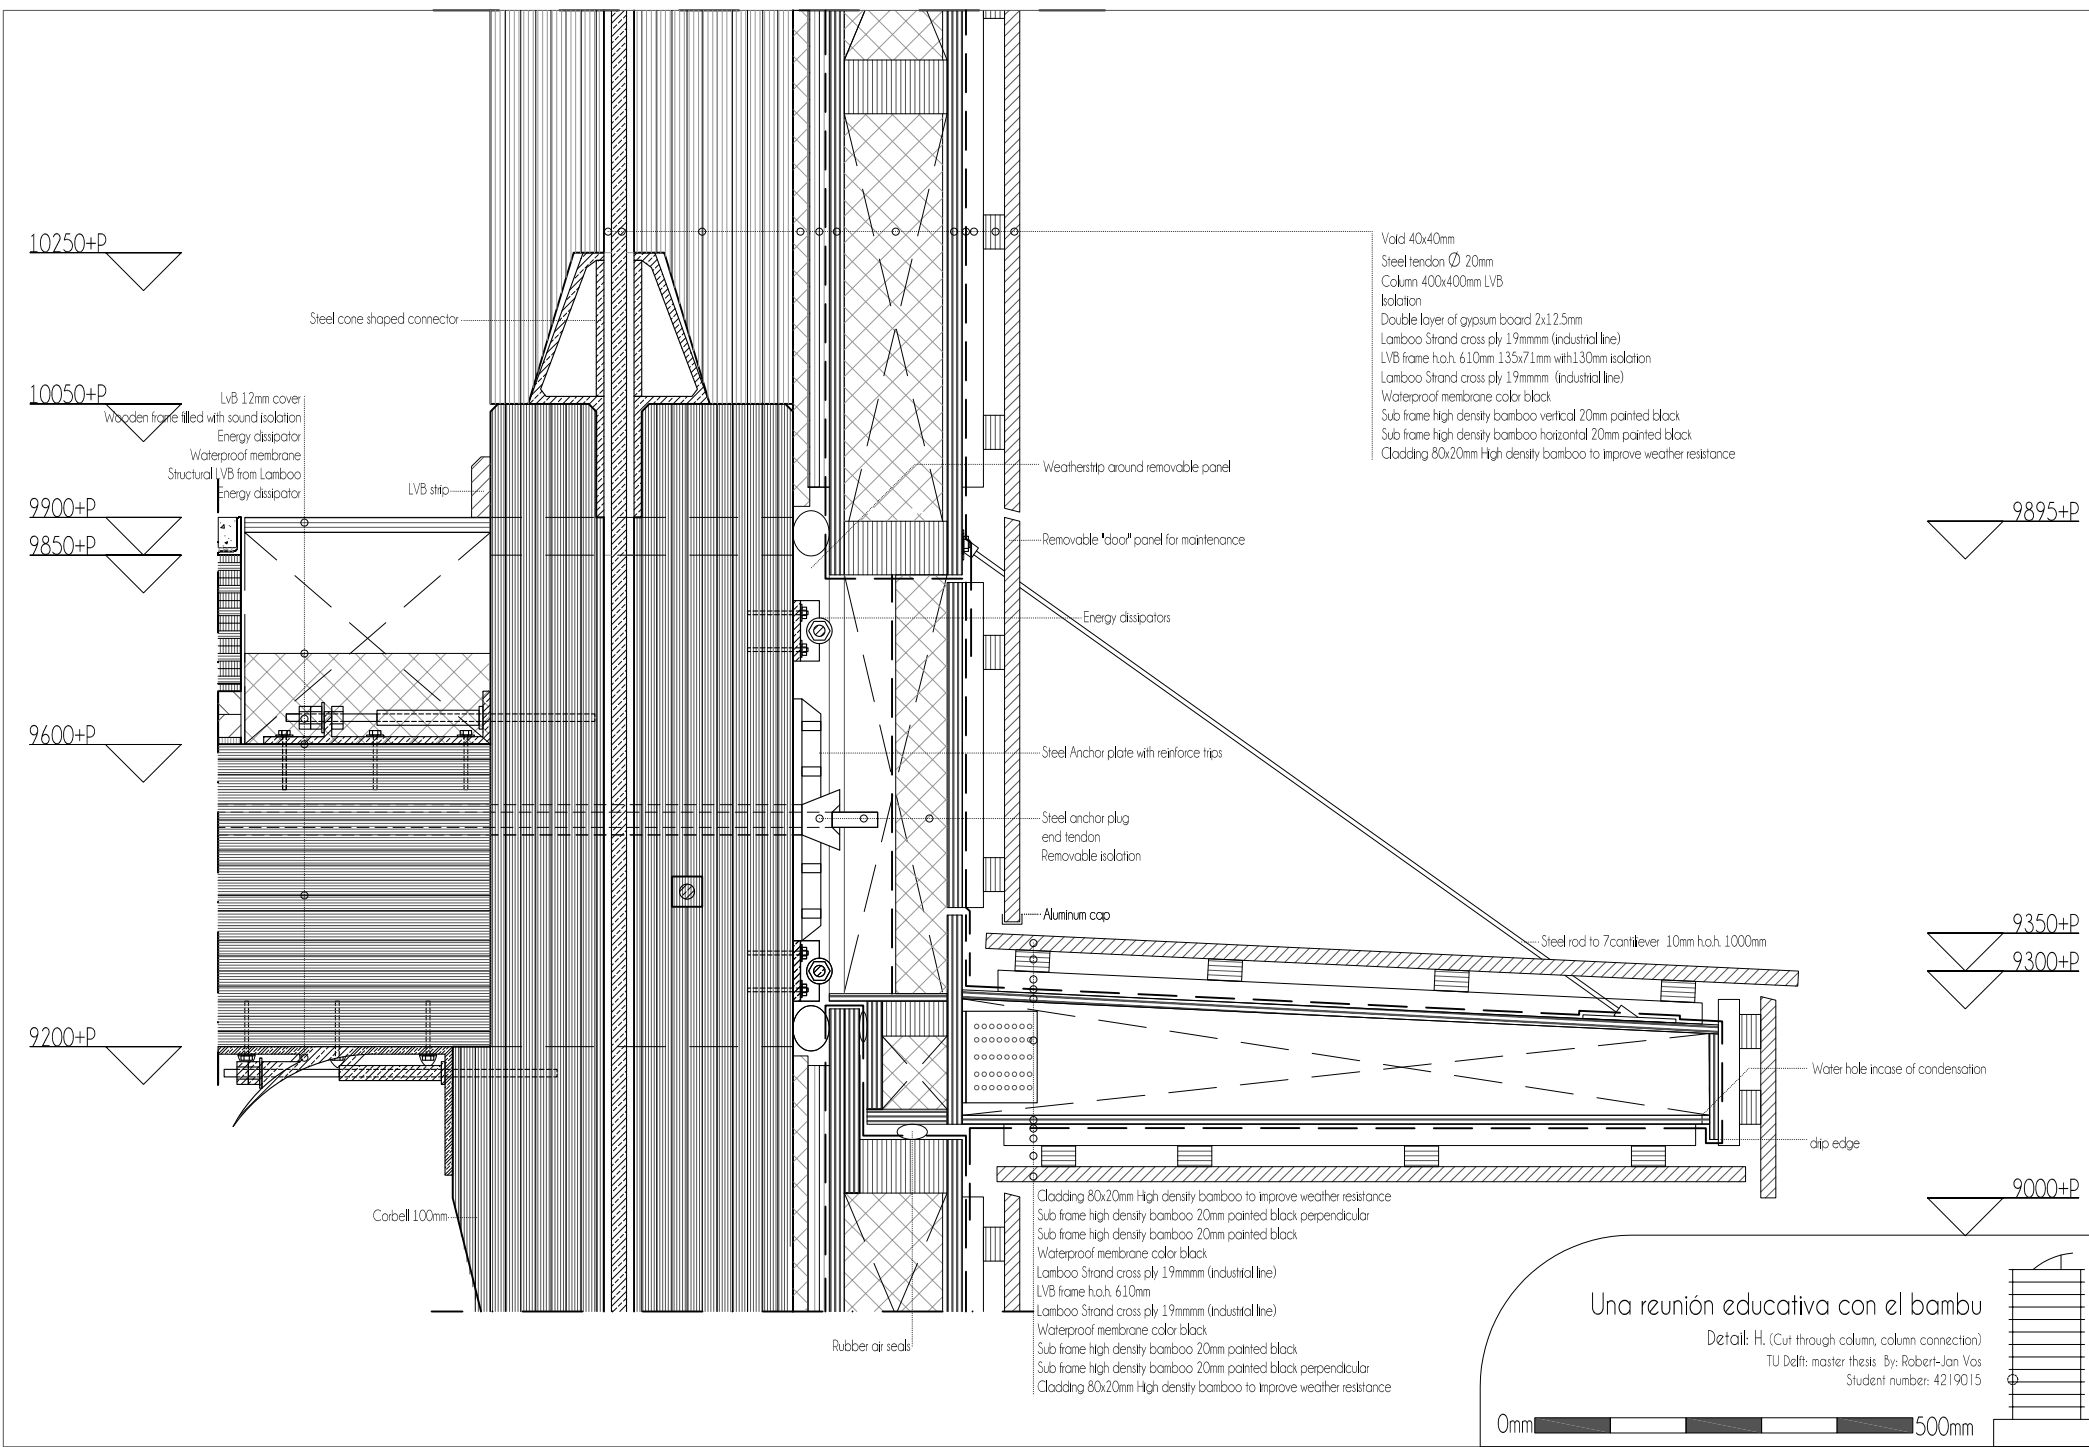 10250+P
10050+P
9900+P
9850+P
9600+P
9200+P
Steel cone shaped connector
LvB 12mm cover
Wooden frame filled with sound isolation
Energy dissipator
Waterproof membrane
Structural LVB from Lamboo
Energy dissipator
LVB strip
Corbell 100mm
Void 40x40mm
Steel tendon Ø 20mm
Column 400x400mm LVB
Isolation
Double layer of gypsum board 2x12.5mm
Lamboo Strand cross ply 19mmmm (industrial line)
LVB frame h.o.h. 610mm 135x71mm with130mm isolation
Lamboo Strand cross ply 19mmmm (industrial line)
Waterproof membrane color black
Sub frame high density bamboo vertical 20mm painted black
Sub frame high density bamboo horizontal 20mm painted black
Cladding 80x20mm High density bamboo to improve weather resistance
Weatherstrip around removable panel
Removable "door" panel for maintenance
Energy dissipators
Steel Anchor plate with reinforce trips
Steel anchor plug
end tendon
Removable isolation
Aluminum cap
Steel rod to 7cantilever 10mm h.o.h. 1000mm
9895+P
9350+P
9300+P
9000+P
Water hole incase of condensation
drip edge
Cladding 80x20mm High density bamboo to improve weather resistance
Sub frame high density bamboo 20mm painted black perpendicular
Sub frame high density bamboo 20mm painted black
Waterproof membrane color black
Lamboo Strand cross ply 19mmmm (industrial line)
LVB frame h.o.h. 610mm
Lamboo Strand cross ply 19mmmm (industrial line)
Waterproof membrane color black
Sub frame high density bamboo 20mm painted black
Sub frame high density bamboo 20mm painted black perpendicular
Cladding 80x20mm High density bamboo to improve weather resistance
Rubber air seals
Una reunión educativa con el bambu
Detail: H. (Cut through column, column connection)
TU Delft: master thesis By: Robert-Jan Vos
Student number: 4219015
0mm 500mm